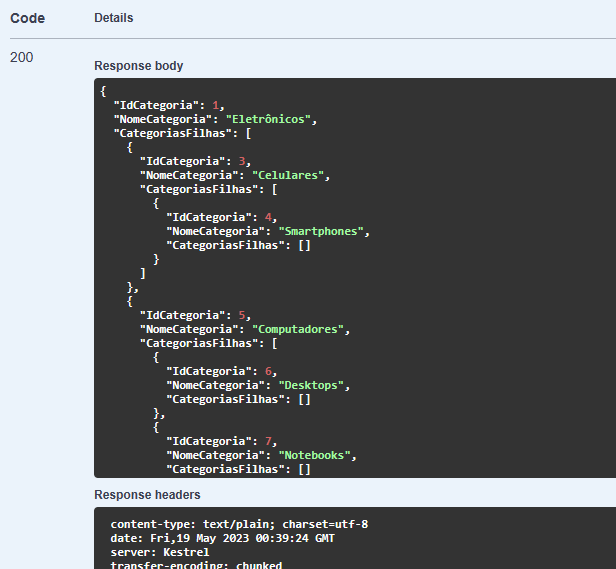 Code Details
200
Response body
{
"IdCategoria": 1,
"NomeCategoria": "Eletrônicos",
"CategoriasFilhas": [
{
"IdCategoria": 3,
"NomeCategoria": "Celulares",
"CategoriasFilhas": [
{
"IdCategoria": 4,
"NomeCategoria": "Smartphones",
"CategoriasFilhas": []
}
]
},
{
"IdCategoria": 5,
"NomeCategoria": "Computadores",
"CategoriasFilhas": [
{
"IdCategoria": 6,
"NomeCategoria": "Desktops",
"CategoriasFilhas": []
},
{
"IdCategoria": 7,
"NomeCategoria": "Notebooks",
"CategoriasFilhas": []
Response headers
content-type: text/plain; charset=utf-8
date: Fri,19 May 2023 00:39:24 GMT
server: Kestrel
transfer-encoding: chunked